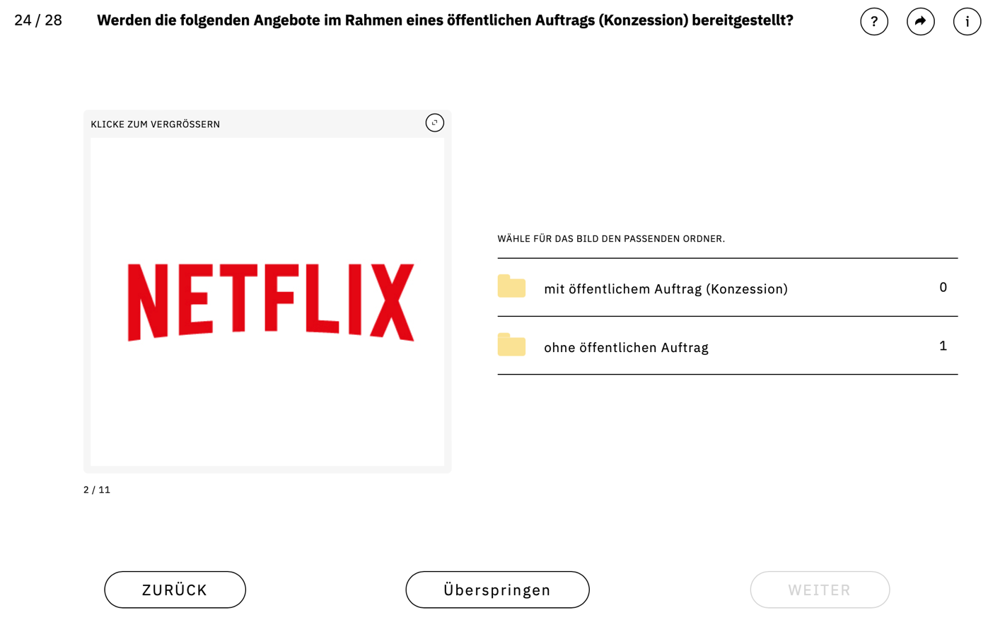 24 / 28
Werden die folgenden Angebote im Rahmen eines öffentlichen Auftrags (Konzession) bereitgestellt?
?
i
KLICKE ZUM VERGRÖSSERN
NETFLIX
2 / 11
WÄHLE FÜR DAS BILD DEN PASSENDEN ORDNER.
mit öffentlichem Auftrag (Konzession)
0
ohne öffentlichen Auftrag
1
ZURÜCK
Überspringen
WEITER